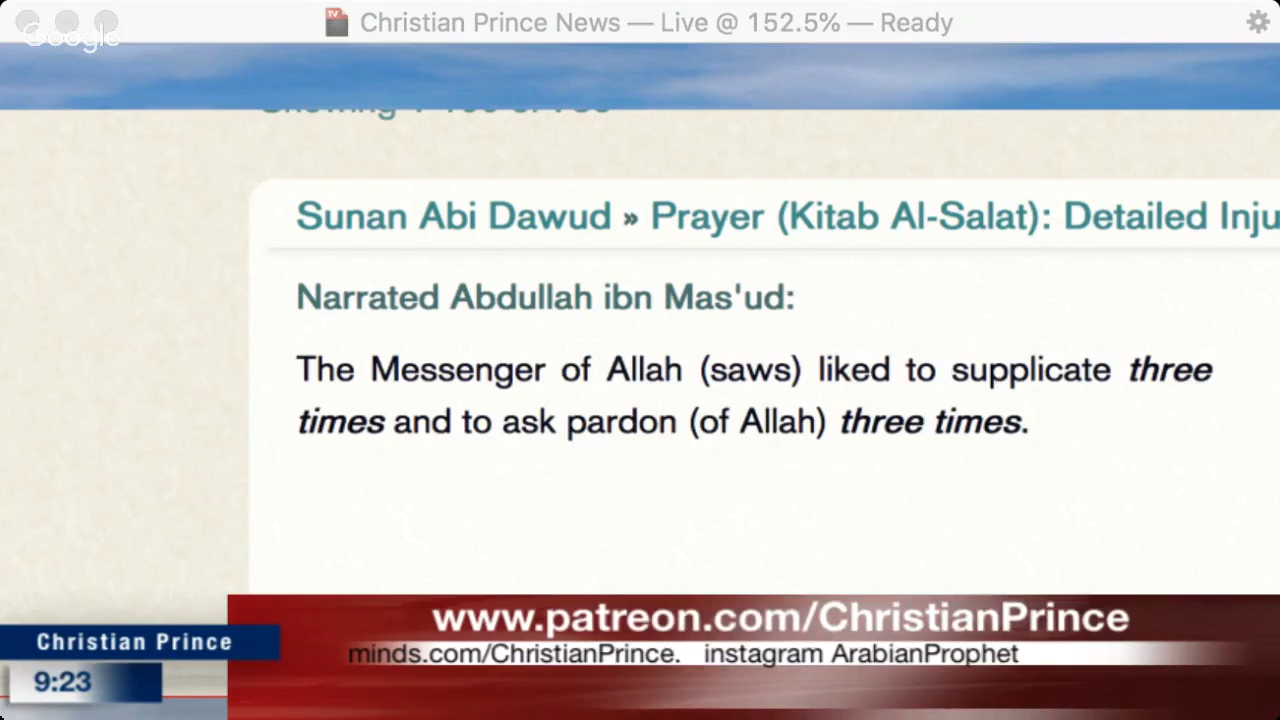 Christian Prince News — Live @ 152.5% — Ready
Google
Sunan Abi Dawud » Prayer (Kitab Al-Salat): Detailed Inju
Narrated Abdullah ibn Mas'ud:
The Messenger of Allah (saws) liked to supplicate three
times and to ask pardon (of Allah) three times.
www.patreon.com/ChristianPrince
Christian Prince
minds.com/ChristianPrince. instagram ArabianProphet
9:23